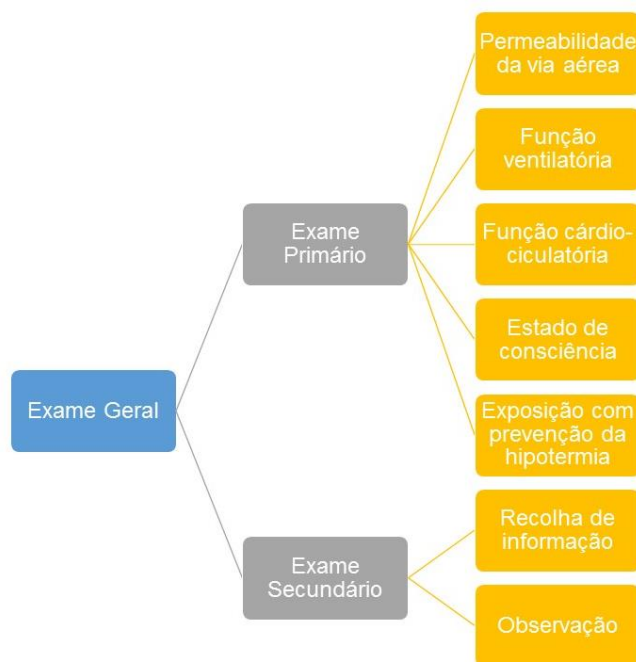 Exame Geral
Exame
Primário
Permeabilidade
da via aérea
Função
ventilatória
Função cárdio-
ciculatória
Estado de
consciência
Exposição com
prevenção da
hipotermia
Exame
Secundário
Recolha de
informação
Observação